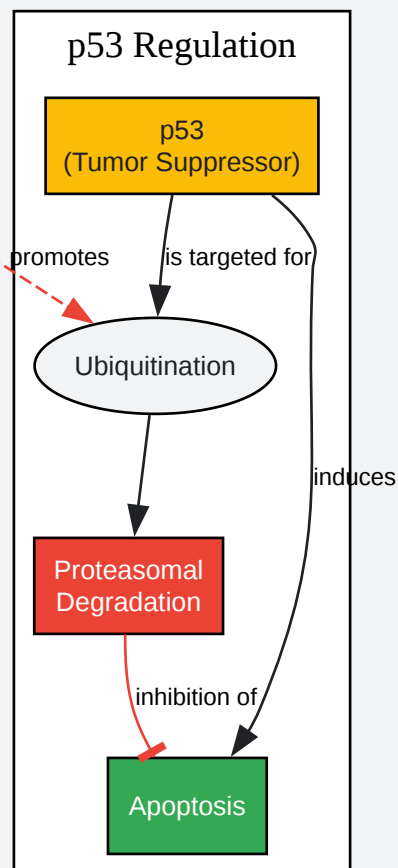 p53 Regulation
p53
(Tumor Suppressor)
promotes
is targeted for
Ubiquitination
induces
Proteasomal
Degradation
inhibition of
Apoptosis